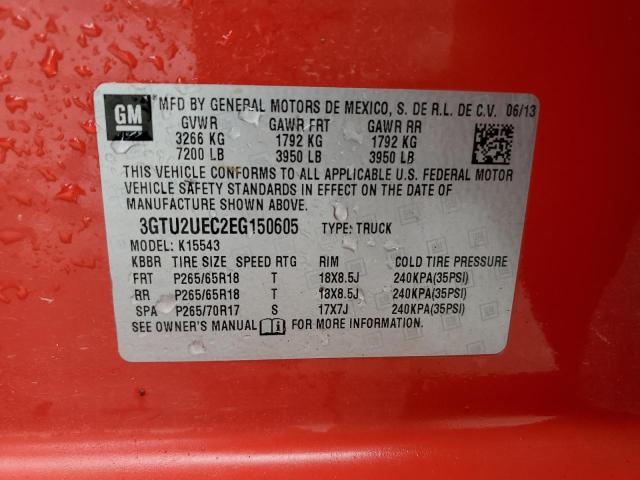 GM MFD BY GENERAL MOTORS DE MEXICO, S. DE R.L. DE C.V. 06/13
GVWR GAWR FRT GAWR RR
3266 KG 1792 KG 1792 KG
7200 LB 3950 LB 3950 LB
THIS VEHICLE CONFORMS TO ALL APPLICABLE U.S. FEDERAL MOTOR
VEHICLE SAFETY STANDARDS IN EFFECT ON THE DATE OF
MANUFACTURE SHOWN ABOVE.
3GTU2UEC2EG150605 TYPE: TRUCK
MODEL: K15543
KBBR TIRE SIZE SPEED RTG RIM COLD TIRE PRESSURE
FRT P265/65R18 T 18X8.5J 240KPA(35PSI)
RR P265/65R18 T 18X8.5J 240KPA(35PSI)
SPA P265/70R17 S 17X7J 240KPA(35PSI)
SEE OWNER'S MANUAL FOR MORE INFORMATION.